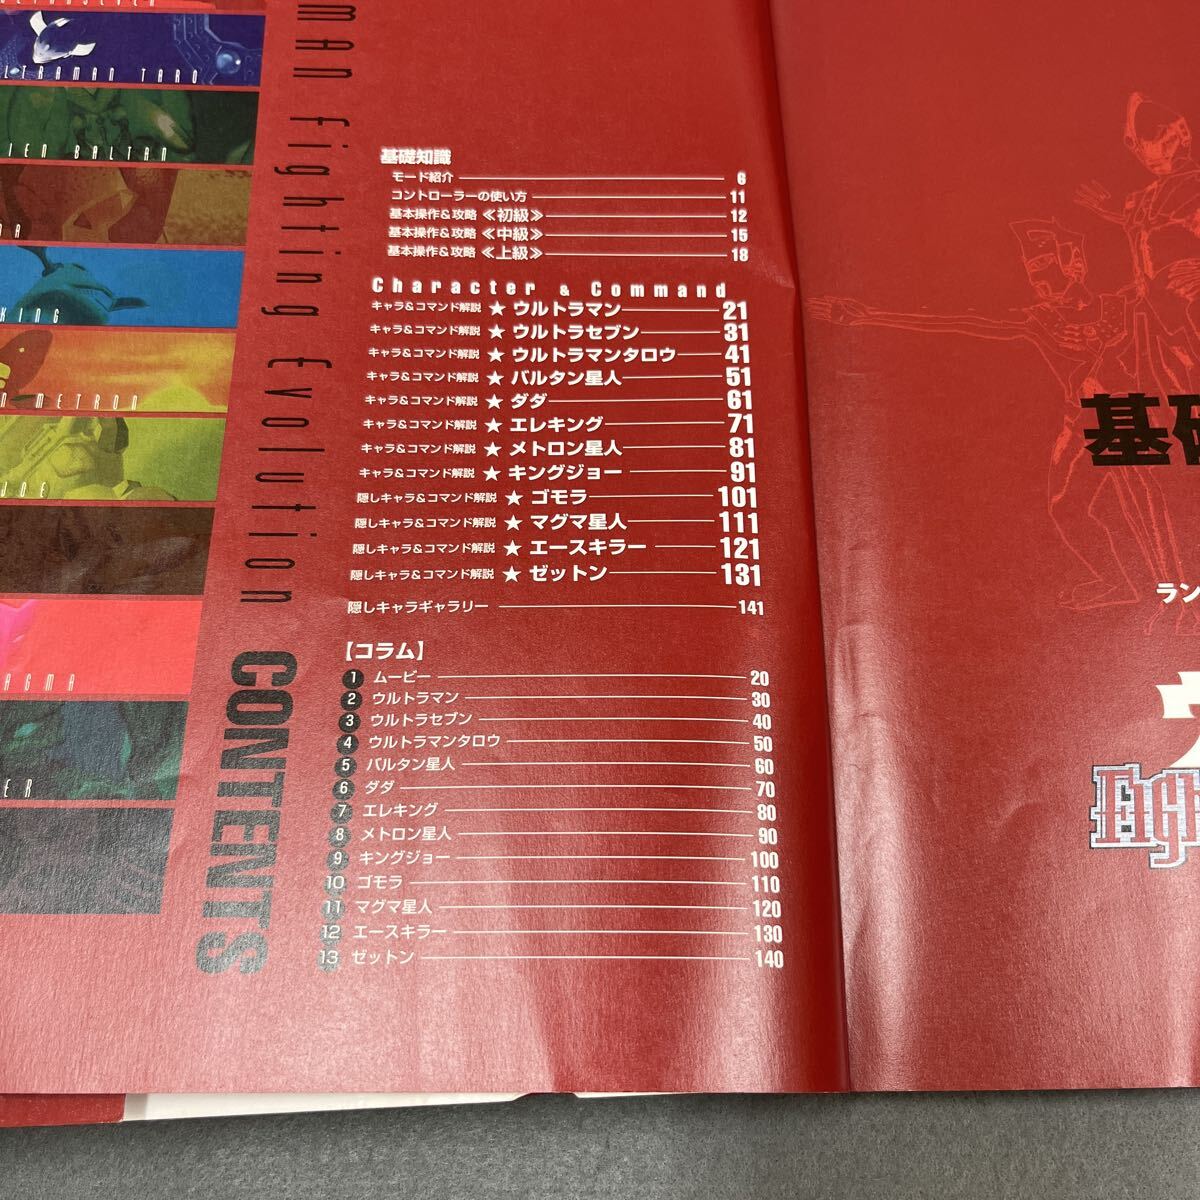 ULTRAMAN TARO
ALIEN BALTAN
KING
METRON
JOE
MAGMA
man Fighting Evolution CONTENTS
基礎知識
モード紹介 6
コントローラーの使い方 11
基本操作&攻略≪初級≫ 12
基本操作&攻略≪中級≫ 15
基本操作&攻略≪上級≫ 18
Character & Command
キャラ&コマンド解説 ★ ウルトラマン 21
キャラ&コマンド解説 ★ ウルトラセブン 31
キャラ&コマンド解説 ★ ウルトラマンタロウ 41
キャラ&コマンド解説 ★ バルタン星人 51
キャラ&コマンド解説 ★ ダダ 61
キャラ&コマンド解説 ★ エレキング 71
キャラ&コマンド解説 ★ メトロン星人 81
キャラ&コマンド解説 ★ キングジョー 91
隠しキャラ&コマンド解説 ★ ゴモラ 101
隠しキャラ&コマンド解説 ★ マグマ星人 111
隠しキャラ&コマンド解説 ★ エースキラー 121
隠しキャラ&コマンド解説 ★ ゼットン 131
隠しキャラギャラリー 141
【コラム】
1 ムービー 20
2 ウルトラマン 30
3 ウルトラセブン 40
4 ウルトラマンタロウ 50
5 バルタン星人 60
6 ダダ 70
7 エレキング 80
8 メトロン星人 90
9 キングジョー 100
10 ゴモラ 110
11 マグマ星人 120
12 エースキラー 130
13 ゼットン 140
基礎
ラン
Figh